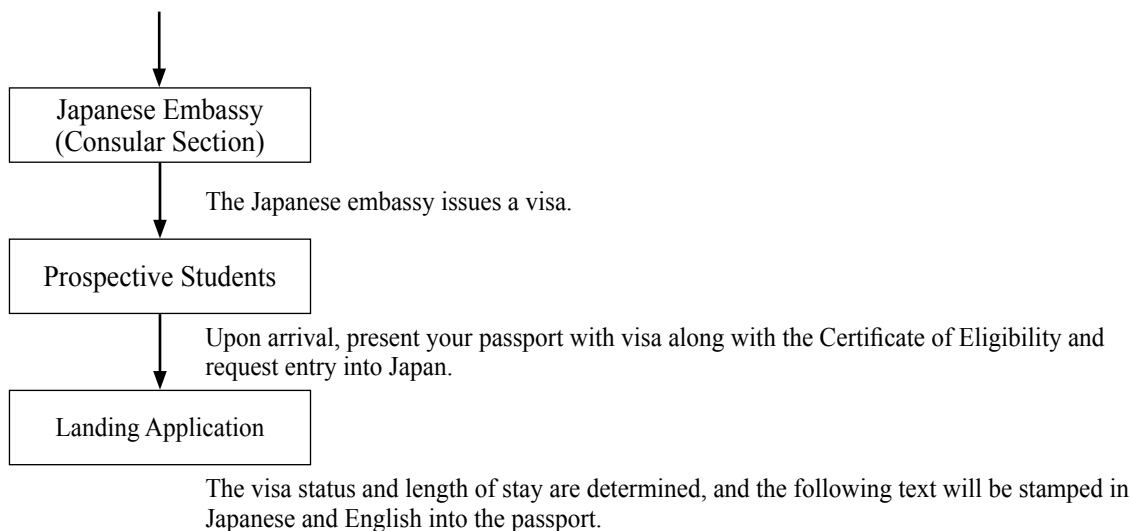 Japanese Embassy
(Consular Section)
The Japanese embassy issues a visa.
Prospective Students
Upon arrival, present your passport with visa along with the Certificate of Eligibility and
request entry into Japan.
Landing Application
The visa status and length of stay are determined, and the following text will be stamped in
Japanese and English into the passport.